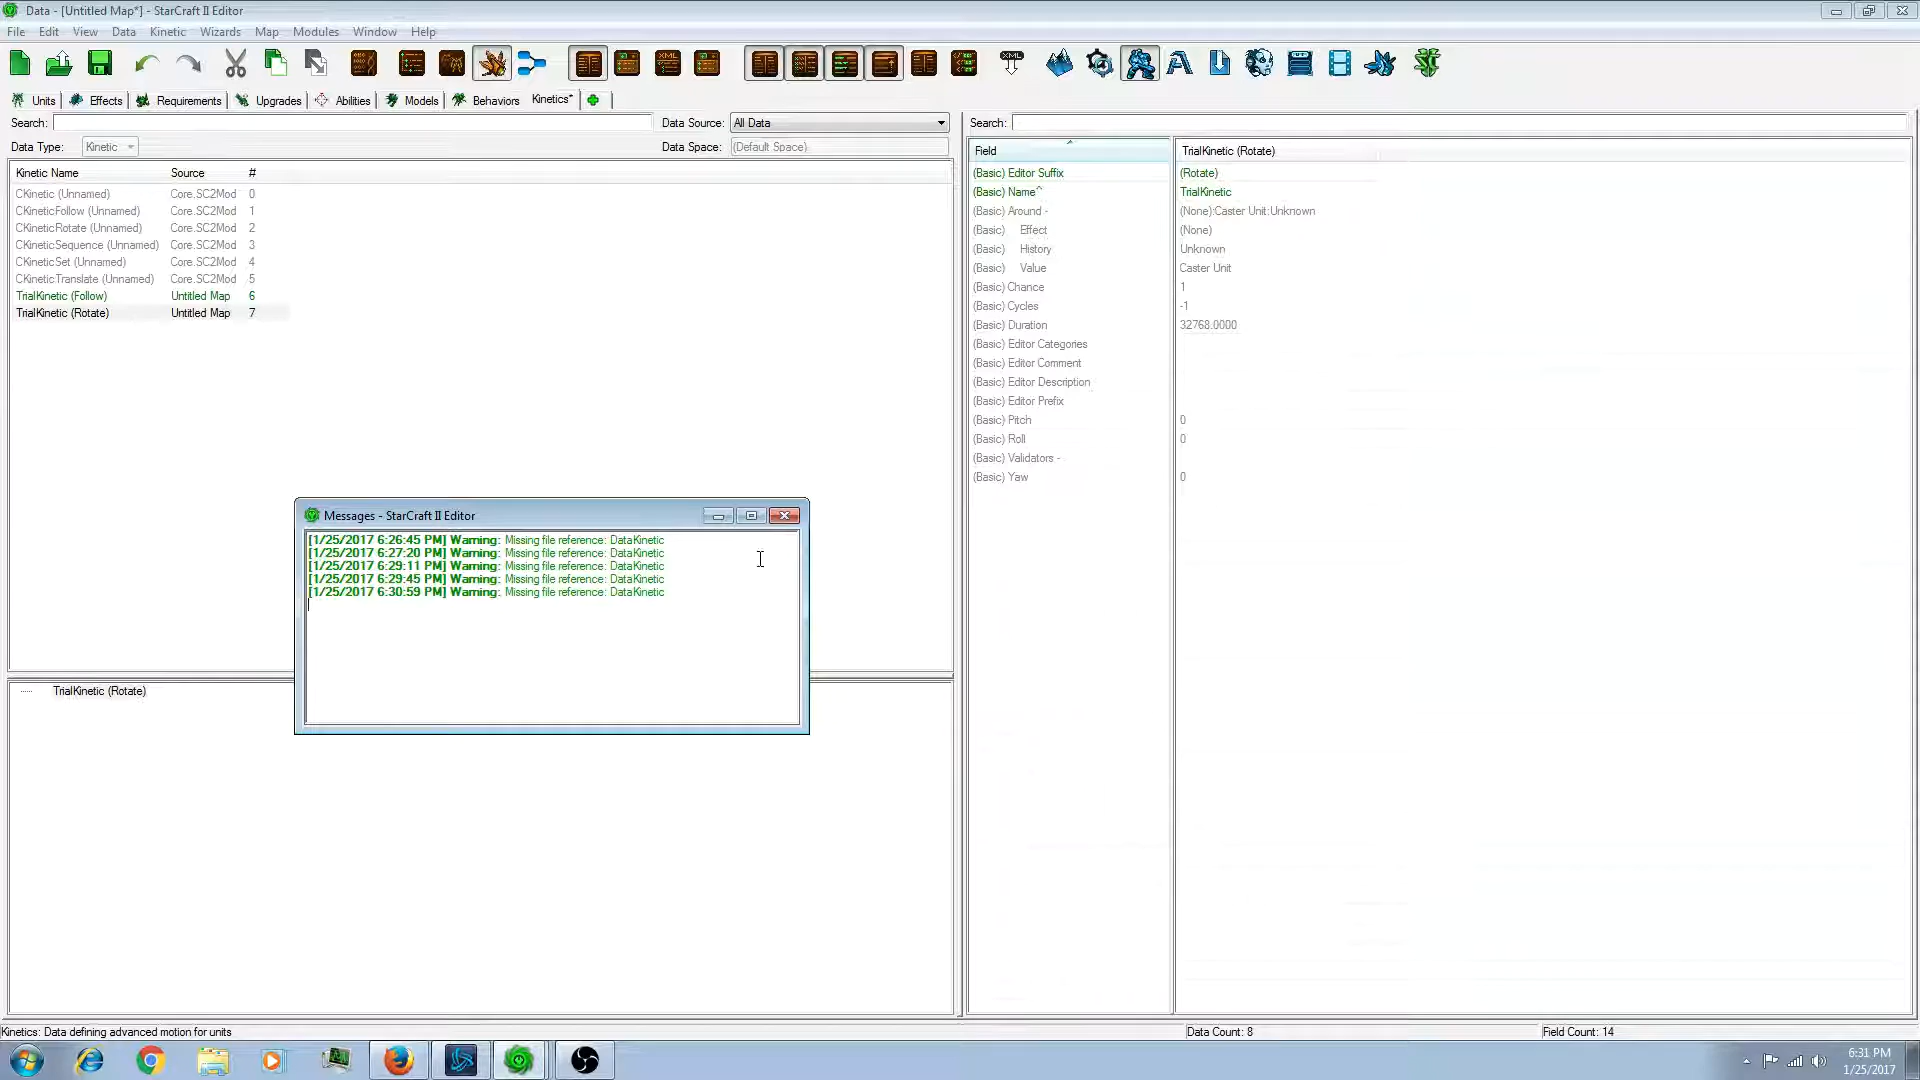 Data - [Untitled Map*] - StarCraft II Editor
File Edit View Data Kinetic Wizards Map Modules Window Help
XML
Units Effects Requirements Upgrades Abilities Models Behaviors Kinetics*
Search: Data Source: All Data
Data Type: Kinetic Data Space: (Default Space)
Kinetic Name Source #
CKinetic (Unnamed) Core.SC2Mod 0
CKineticFollow (Unnamed) Core.SC2Mod 1
CKineticRotate (Unnamed) Core.SC2Mod 2
CKineticSequence (Unnamed) Core.SC2Mod 3
CKineticSet (Unnamed) Core.SC2Mod 4
CKineticTranslate (Unnamed) Core.SC2Mod 5
TrialKinetic (Follow) Untitled Map 6
TrialKinetic (Rotate) Untitled Map 7
TrialKinetic (Rotate)
Search:
Field TrialKinetic (Rotate)
(Basic) Editor Suffix (Rotate)
(Basic) Name^ TrialKinetic
(Basic) Around - (None):Caster Unit:Unknown
(Basic) Effect (None)
(Basic) History Unknown
(Basic) Value Caster Unit
(Basic) Chance 1
(Basic) Cycles -1
(Basic) Duration 32768.0000
(Basic) Editor Categories
(Basic) Editor Comment
(Basic) Editor Description
(Basic) Editor Prefix
(Basic) Pitch 0
(Basic) Roll 0
(Basic) Validators -
(Basic) Yaw 0
Messages - StarCraft II Editor
[1/25/2017 6:26:45 PM] Warning: Missing file reference: DataKinetic
[1/25/2017 6:27:20 PM] Warning: Missing file reference: DataKinetic
[1/25/2017 6:29:11 PM] Warning: Missing file reference: DataKinetic
[1/25/2017 6:29:45 PM] Warning: Missing file reference: DataKinetic
[1/25/2017 6:30:59 PM] Warning: Missing file reference: DataKinetic
Kinetics: Data defining advanced motion for units Data Count: 8 Field Count: 14
6:31 PM
1/25/2017